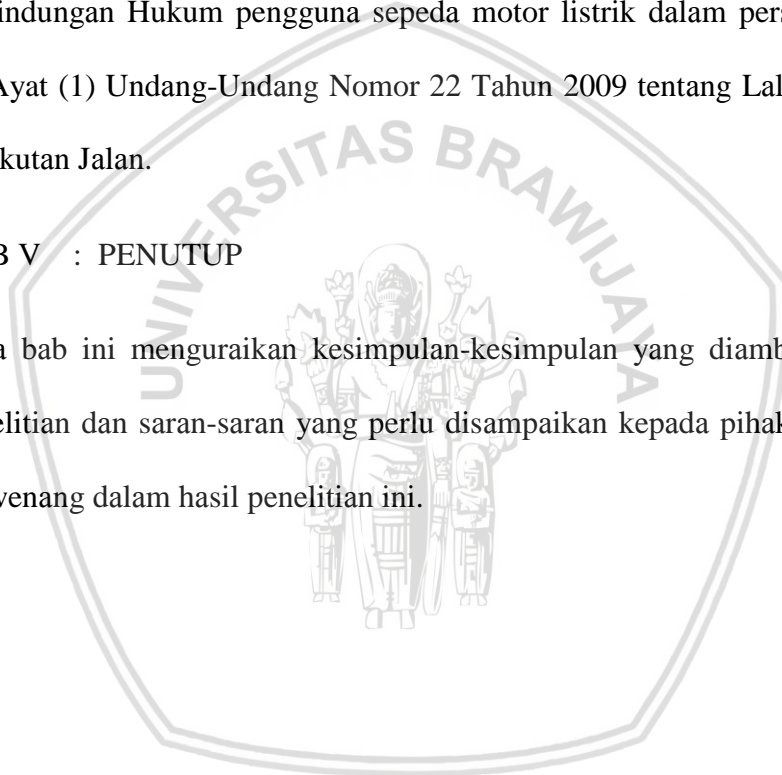 indungan Hukum pengguna sepeda motor listrik dalam pers
Ayat (1) Undang-Undang Nomor 22 Tahun 2009 tentang Lal
kutan Jalan.
B V : PENUTUP
a bab ini menguraikan kesimpulan-kesimpulan yang diamb
elitian dan saran-saran yang perlu disampaikan kepada pihak
venang dalam hasil penelitian ini.
UNIVERSITAS BRAWIJAYA